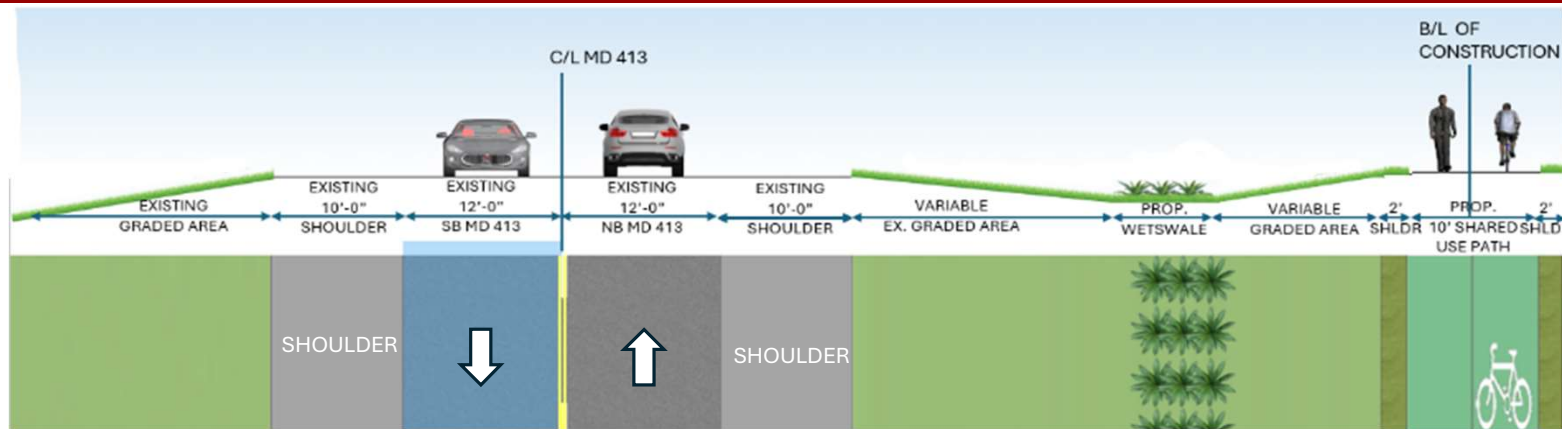 B/L OF
CONSTRUCTION
C/L MD 413
EXISTING
GRADED AREA
EXISTING
10'-0"
SHOULDER
EXISTING
12'-0"
SB MD 413
EXISTING
12'-0"
NB MD 413
EXISTING
10'-0"
SHOULDER
VARIABLE
EX. GRADED AREA
PROP.
WETSWALE
VARIABLE
GRADED AREA
2'
SHLDR
PROP.
10' SHARED
USE PATH
2'
SHLD
SHOULDER
SHOULDER